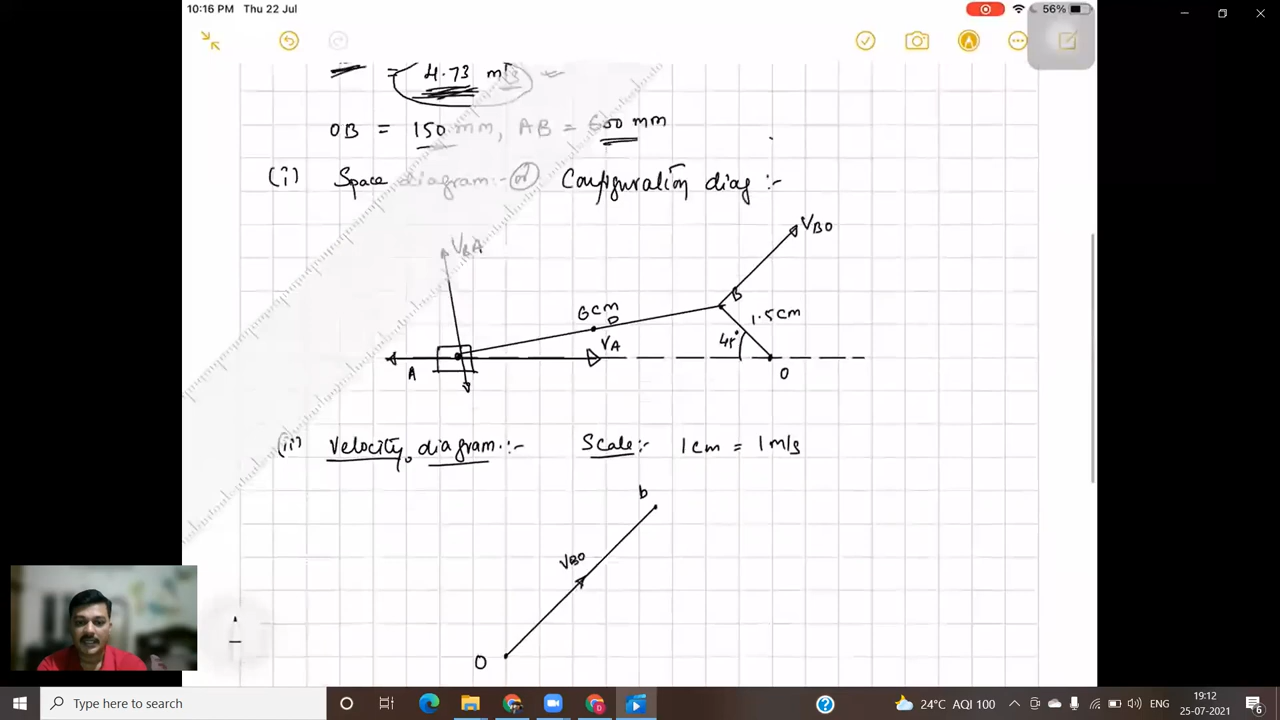 10:16 PM Thu 22 Jul
56%
= 4.73 m/s
OB = 150 mm, AB = 600 mm
(i) Space diagram:- or Configuration diag :-
VBA
VBO
B
6cm
D
1.5cm
45°
VA
A
O
(ii) Velocity diagram:- Scale:- 1cm = 1m/s
b
VBO
O
Type here to search
24°C AQI 100
ENG
19:12
25-07-2021
6